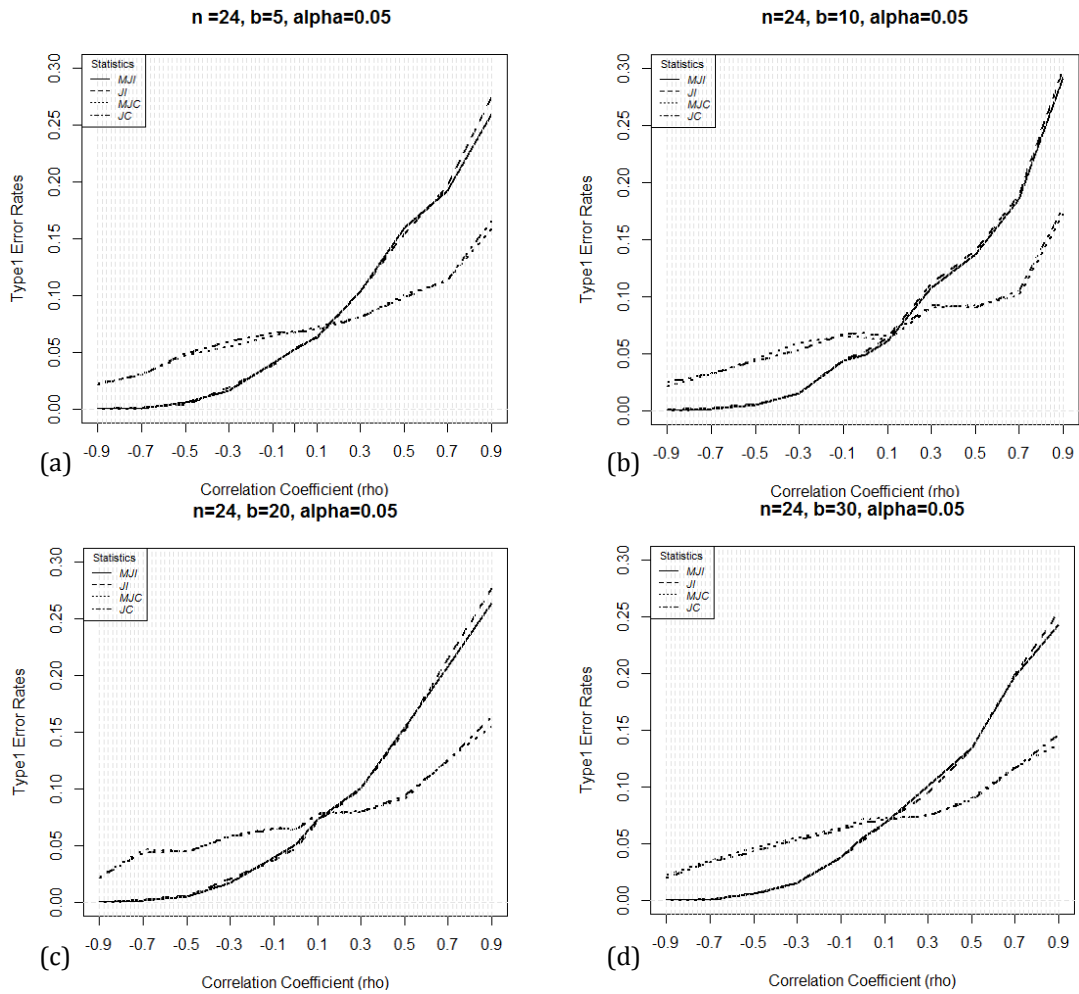 n =24, b=5, alpha=0.05
Statistics
MJI
JI
MJC
JC
Type1 Error Rates
0.00 0.05 0.10 0.15 0.20 0.25 0.30
-0.9 -0.7 -0.5 -0.3 -0.1 0.1 0.3 0.5 0.7 0.9
(a)
Correlation Coefficient (rho)
n=24, b=10, alpha=0.05
Statistics
MJI
JI
MJC
JC
Type1 Error Rates
0.00 0.05 0.10 0.15 0.20 0.25 0.30
-0.9 -0.7 -0.5 -0.3 -0.1 0.1 0.3 0.5 0.7 0.9
(b)
Correlation Coefficient (rho)
n=24, b=20, alpha=0.05
Statistics
MJI
JI
MJC
JC
Type1 Error Rates
0.00 0.05 0.10 0.15 0.20 0.25 0.30
-0.9 -0.7 -0.5 -0.3 -0.1 0.1 0.3 0.5 0.7 0.9
(c)
Correlation Coefficient (rho)
n=24, b=30, alpha=0.05
Statistics
MJI
JI
MJC
JC
Type1 Error Rates
0.00 0.05 0.10 0.15 0.20 0.25 0.30
-0.9 -0.7 -0.5 -0.3 -0.1 0.1 0.3 0.5 0.7 0.9
(d)
Correlation Coefficient (rho)